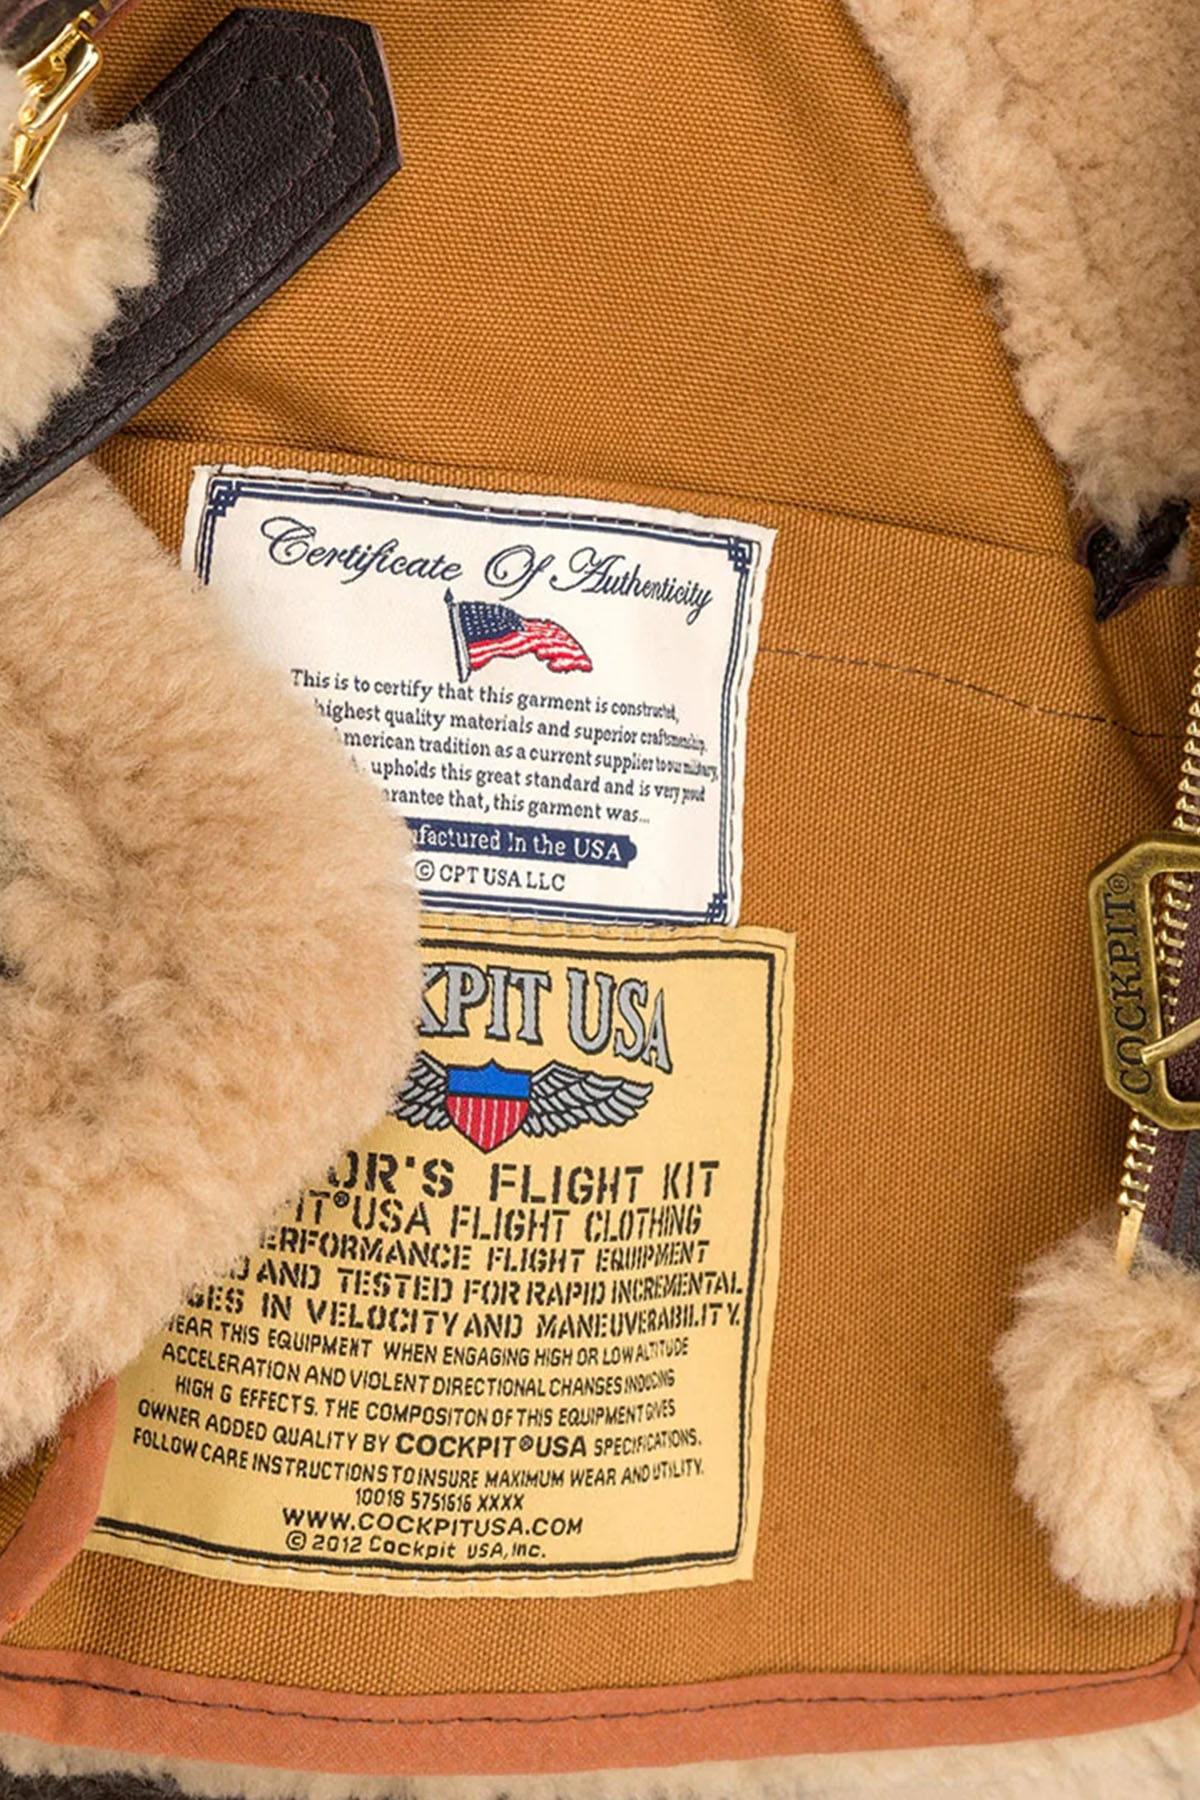 Certificate Of Authenticity
This is to certify that this garment is constructed,
highest quality materials and superior craftsmanship.
American tradition as a current supplier to our military,
upholds this great standard and is very proud
that, this garment was...
In the USA
© CPT USA LLC
KPIT USA
OR'S FLIGHT KIT
PIT® USA FLIGHT CLOTHING
ERFORMANCE FLIGHT EQUIPMENT
AND TESTED FOR RAPID INCREMENTAL
GES IN VELOCITY AND MANEUVERABILITY.
WEAR THIS EQUIPMENT WHEN ENGAGING HIGH OR LOW ALTITUDE
ACCELERATION AND VIOLENT DIRECTIONAL CHANGES INDUCING
HIGH G EFFECTS. THE COMPOSITON OF THIS EQUIPMENT GIVES
OWNER ADDED QUALITY BY COCKPIT® USA SPECIFICATIONS.
FOLLOW CARE INSTRUCTIONS TO INSURE MAXIMUM WEAR AND UTILITY.
10018 5751616 XXXX
WWW.COCKPITUSA.COM
© 2012 Cockpit USA, Inc.
COCKPIT®